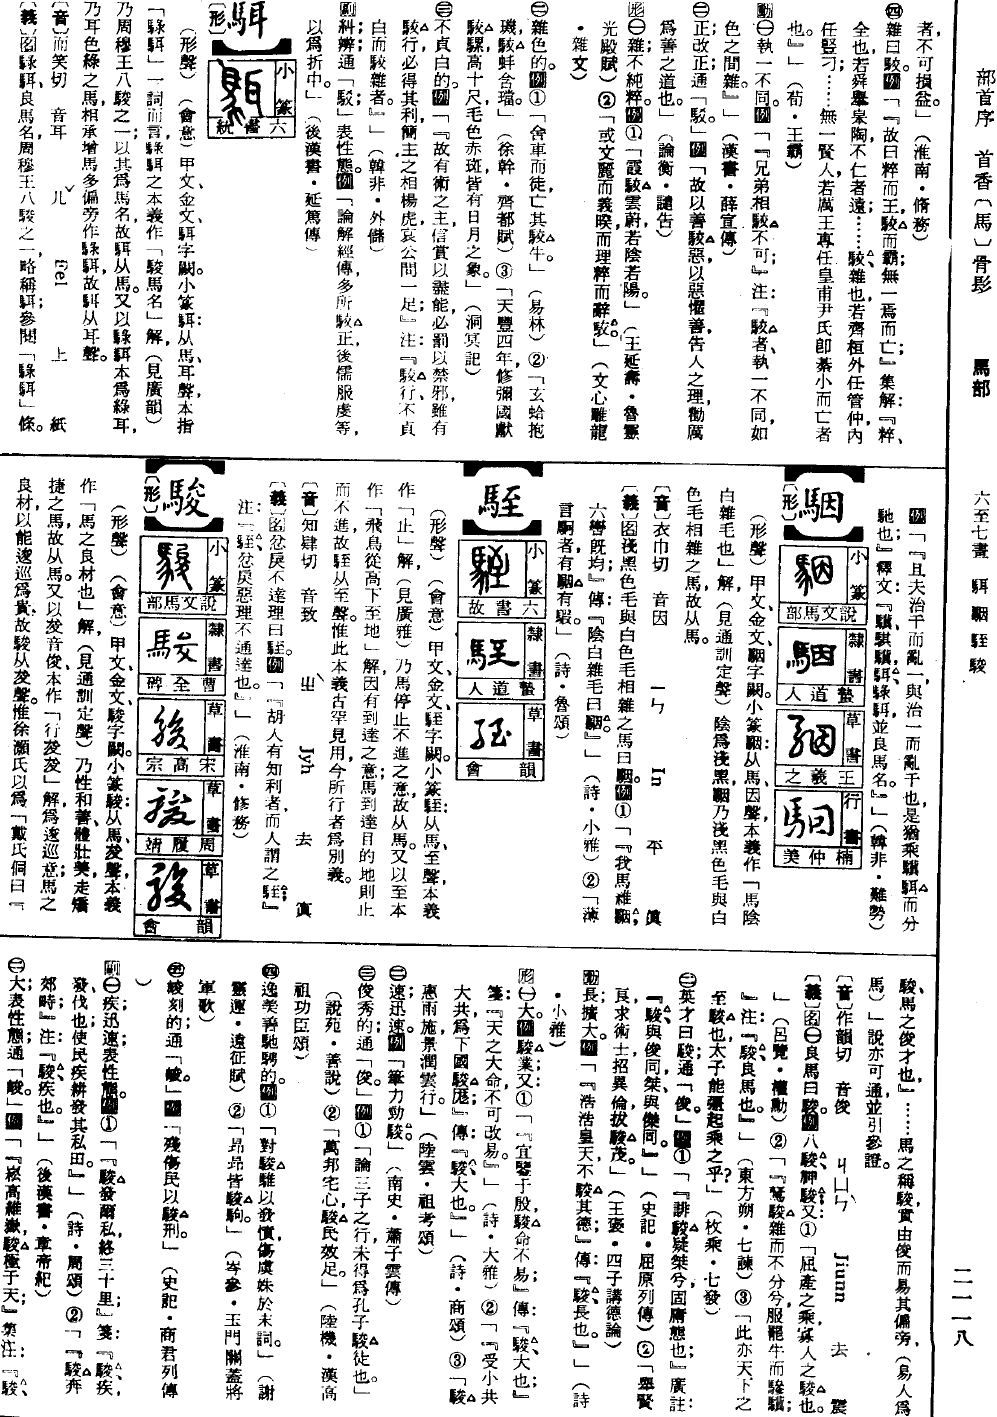 部首序　首香〔馬〕骨髟　馬部　六至七畫　駬駰駤駿　二一一八
者不可損益。」（淮南・脩務）
㈣雜曰駁。例「『故曰粹而王駁而霸無一焉而亡』集解『粹、
全也若舜舉皋陶不仁者遠……駁雜也若齊桓外任管仲內
任豎刁……無一賢人若厲王專任皇甫尹氏卽綦小而亡者
也』」（荀・王霸）
動㈠執一不同。例「『兄弟相駁不可』注『駁者執一不同如
色之間雜』」（漢書・薛宣傳）
㈡正改正通「駁。」例「故以善駁惡以惡懼善告人之理勸厲
爲善之道也。」（論衡・譴告）
形㈠雜不純粹。例①「霞駁雲蔚若陰若陽。」（王延壽・魯靈
光殿賦）②「或文麗而義暌而理粹而辭駁」（文心雕龍
・雜文）
㈡雜色的。例①「舍車而徒亡其駁牛」（易林）②「玄蛤抱
璣駁蚌含璫」（徐幹・齊都賦）③「天豐四年修彌國獻
駁騾高十尺毛色赤斑皆有日月之象」（洞冥記）
㈢不貞白的。例「『故有術之主信賞以盡能必罰以禁邪雖有
駁行必得其利簡主之相楊虎哀公問一足』注『駁行不貞
白而駁雜者。』」（韓非・外儲）
副糾辨通「駁」表性態。例「論解經傳多所駁正後儒服虔等
以爲折中。」（後漢書・延篤傳）
駬
小篆　六書統
〔形〕
（形聲）（會意）甲文、金文、駬字闕。小篆駬从馬、耳聲本指
「騄駬」一詞而言騄駬之本義作「駿馬名」解（見廣韻）
乃周穆王八駿之一以其爲馬名故駬从馬又以騄駬本爲綠耳，
乃耳色綠之馬相承增馬多偏旁作騄駬故駬从耳聲。
〔音〕而笑切　音耳　ㄦˇ　Eel　上　紙
〔義〕名騄駬良馬名周穆王八駿之一略稱駬參閱「騄駬」條。
例「『且夫治千而亂一與治一而亂千也是猶乘驥駬而分
馳也』釋文『驥騏驥駬騄駬並良馬名』」（韓非・難勢）
駰
小篆　說文馬部
隸書　蟄道人
草書　王羲之
行書　楠仲美
〔形〕
（形聲）甲文、金文、駰字闕。小篆駰从馬因聲本義作「馬陰
白雜毛也」解（見通訓定聲）陰爲淺黑駰乃淺黑色毛與白
色毛相雜之馬故从馬。
〔音〕衣巾切　音因　ㄧㄣ　In　平　眞
〔義〕名淺黑色毛與白色毛相雜之馬曰駰。例①「『我馬維駰；
六轡旣均』傳『陰白雜毛曰駰』」（詩・小雅）②「薄
言駉者有駰有騢」（詩・魯頌）
駤
小篆　六書故
隸書　蟄道人
草書　韻會
〔形〕
（形聲）（會意）甲文、金文、駤字闕。小篆駤从馬、至聲本義
作「止」解（見廣雅）乃馬停止不進之意故从馬又以至本
作「飛鳥從高下至地」解因有到達之意馬到達目的地則止
而不進故駤从至聲。惟此本義古罕見用今所行者爲別義。
〔音〕知肄切　音致　ㄓˋ　Jyh　去　寘
〔義〕名忿戾不達理曰駤。例「『胡人有知利者而人謂之駤』
注『駤忿戾惡理不通達也。』」（淮南・修務）
駿
小篆　說文馬部
隸書　曹全碑
草書　宋高宗
草書　周履靖
草書　韻會
〔形〕
（形聲）（會意）甲文、金文、駿字闕。小篆駿从馬夋聲本義
作「馬之良材也」解（見通訓定聲）乃性和善體壯美走矯
捷之馬故从馬又以夋音俊本作「行夋夋」解爲逡巡意馬之
良材以能逡巡爲貴故駿从夋聲惟徐灝氏以爲「戴氏侗曰『
駿馬之俊才也』……馬之稱駿實由俊而易其偏旁（易人爲
馬）」說亦可通並引參證。
〔音〕作韻切　音俊　ㄐㄩㄣˋ　Jiunn　去　震
〔義〕名㈠良馬曰駿。例八駿神駿又①「屈產之乘寡人之駿也。
」（呂覽・權勳）②「『駑駿雜而不分兮服罷牛而驂驥
』注『駿良馬也』」（東方朔・七諫）③「此亦天下之
至駿也太子能彊起乘之乎？」（枚乘・七發）
㈡英才曰駿通「俊」例①「『誹駿疑桀兮固庸態也』廣註：
『駿與俊同桀與傑同。』」（史記・屈原列傳）②「舉賢
良求術士招異倫拔駿茂。」（王褒・四子講德論）
動長擴大。例「『浩浩皇天不駿其德』傳『駿長也。』」（詩
・小雅）
形㈠大。例駿業又①「『宜鑒于殷駿命不易』傳『駿大也』
箋『天之大命不可改易。』」（詩・大雅）②「『受小共
大共爲下國駿厖』傳『駿大也。』」（詩・商頌）③「駿
惠雨施景潤雲行」（陸雲・祖考頌）
㈡速迅速。例「筆力勁駿」（南史・蕭子雲傳）
㈢俊秀的通「俊」例①「論三子之行未得爲孔子駿徒也」
（說苑・善說）②「萬邦宅心駿民效足」（陸機・漢高
祖功臣頌）
㈣逸美善馳騁的。例①「對駿騅以發憤傷虞姝於末詞。」（謝
靈運・遠征賦）②「昂昂皆駿駒」（岑參・玉門關蓋將
軍歌）
㈤峻刻的通「峻」例「殘傷民以駿刑」（史記・商君列傳
）
副㈠疾迅速表性態。例①「『駿發爾私終三十里』箋『駿疾
發伐也使民疾耕發其私田』」（詩・周頌）②「『駿奔
郊畤』注『駿疾也』」（後漢書・章帝紀）
㈡大表性態通「峻」例「『崧高維嶽駿極于天』集注『駿